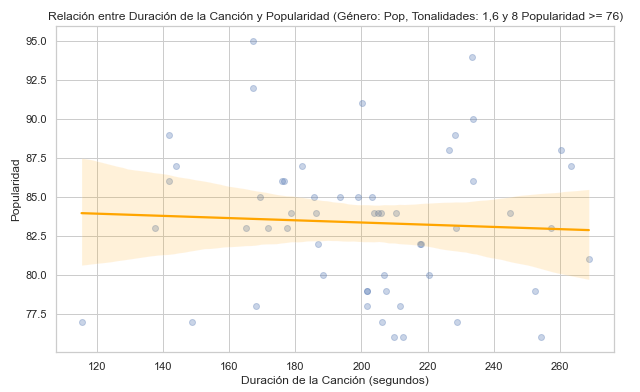 Relación entre Duración de la Canción y Popularidad (Género: Pop, Tonalidades: 1,6 y 8 Popularidad >= 76)
95.0
92.5
90.0
87.5
85.0
82.5
80.0
77.5
Popularidad
120 140 160 180 200 220 240 260
Duración de la Canción (segundos)